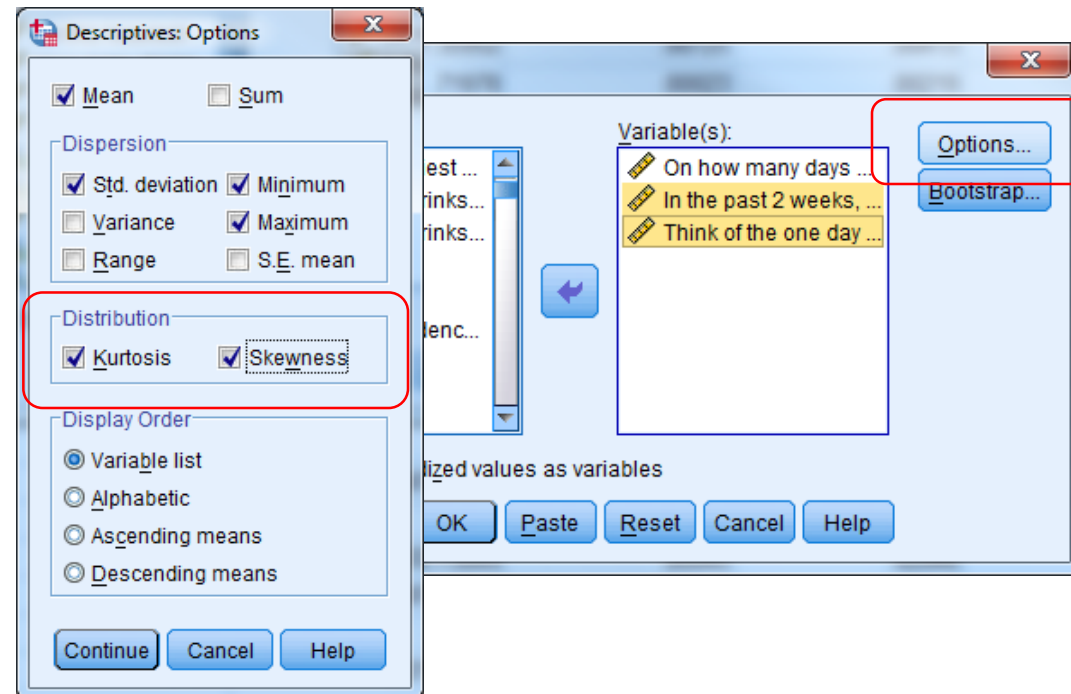 Descriptives: Options
Mean
Sum
Dispersion
Std. deviation
Minimum
Variance
Maximum
Range
S.E. mean
Distribution
Kurtosis
Skewness
Display Order
Variable list
Alphabetic
Ascending means
Descending means
Continue
Cancel
Help
est ...
rinks...
rinks...
denc...
Variable(s):
On how many days ...
In the past 2 weeks, ...
Think of the one day ...
Options...
Bootstrap...
dized values as variables
OK
Paste
Reset
Cancel
Help